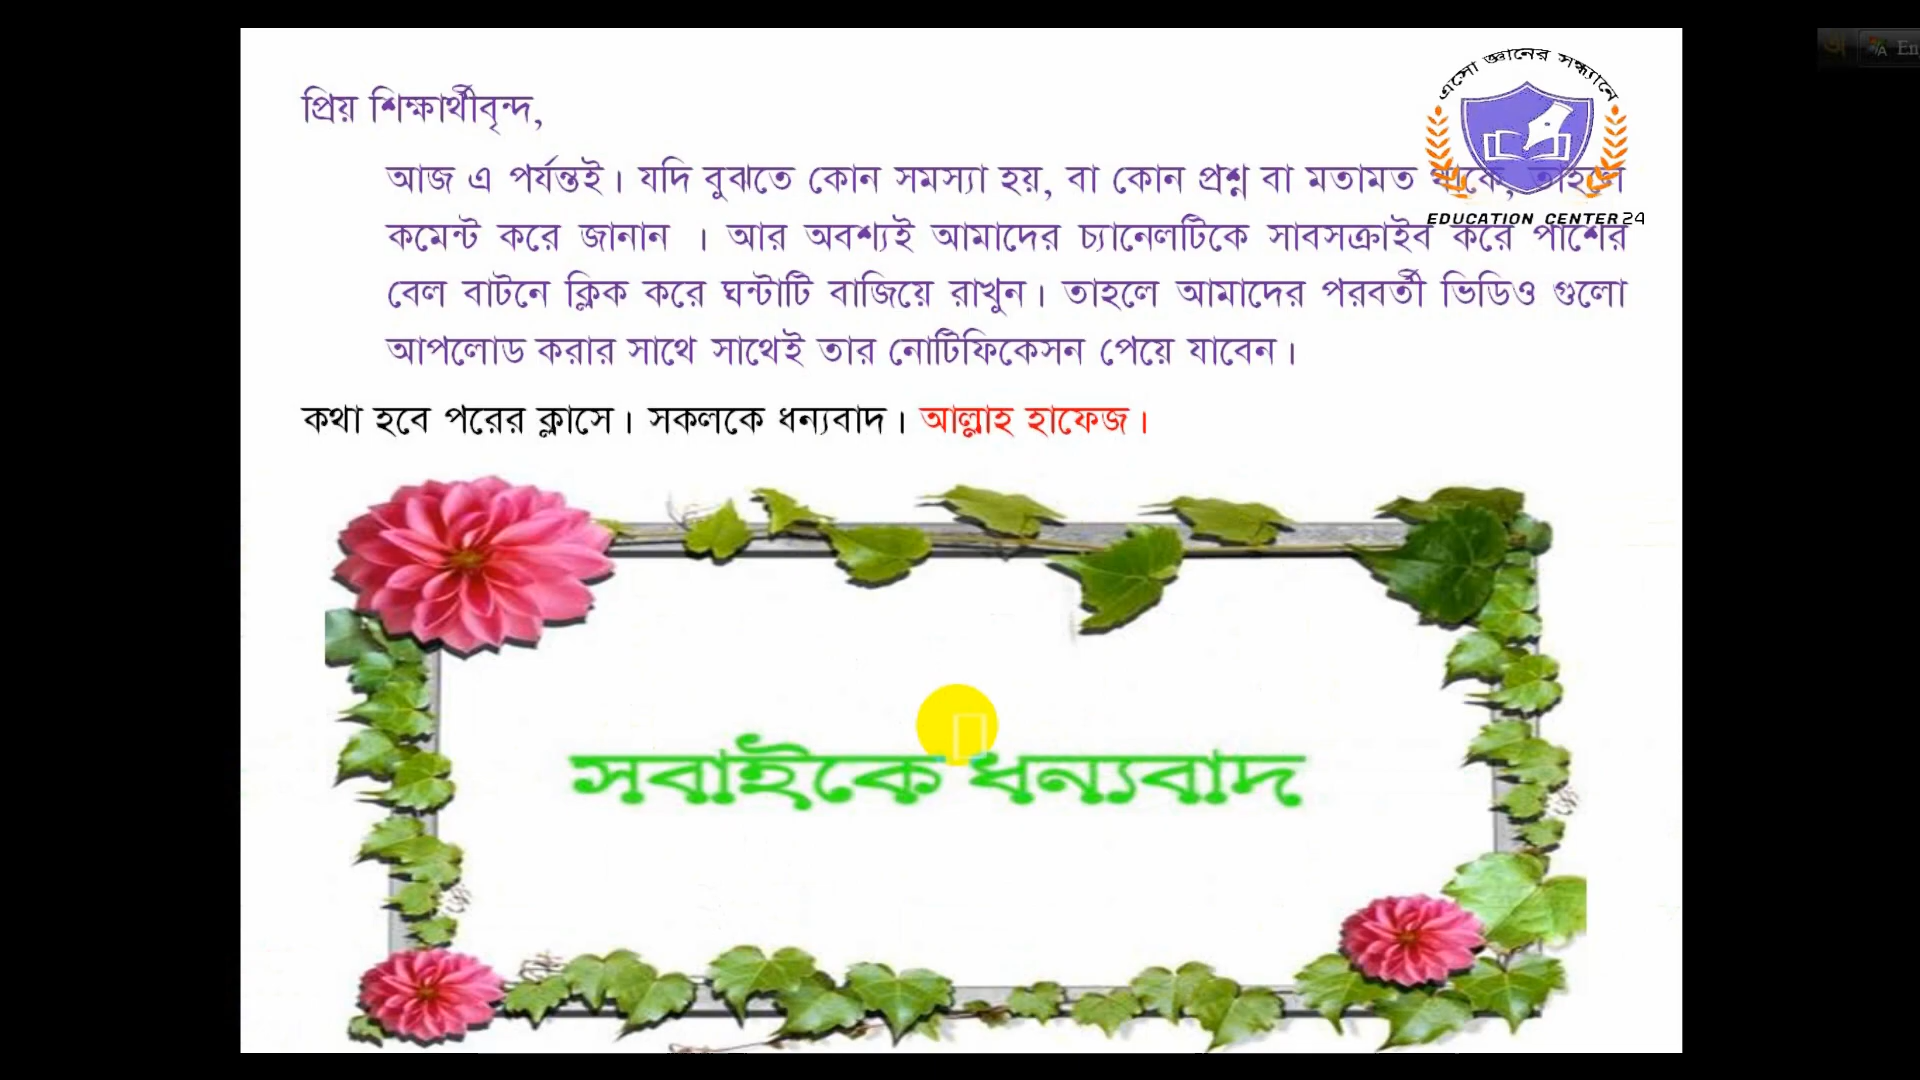 এসো জ্ঞানের সন্ধ্যানে
প্রিয় শিক্ষার্থীবৃন্দ,
আজ এ পর্যন্তই। যদি বুঝতে কোন সমস্যা হয়, বা কোন প্রশ্ন বা মতামত থাকে, তাহলে
EDUCATION CENTER 24
কমেন্ট করে জানান । আর অবশ্যই আমাদের চ্যানেলটিকে সাবসক্রাইব করে পাশের
বেল বাটনে ক্লিক করে ঘন্টাটি বাজিয়ে রাখুন। তাহলে আমাদের পরবর্তী ভিডিও গুলো
আপলোড করার সাথে সাথেই তার নোটিফিকেসন পেয়ে যাবেন।
কথা হবে পরের ক্লাসে। সকলকে ধন্যবাদ। আল্লাহ হাফেজ।
সবাইকে ধন্যবাদ